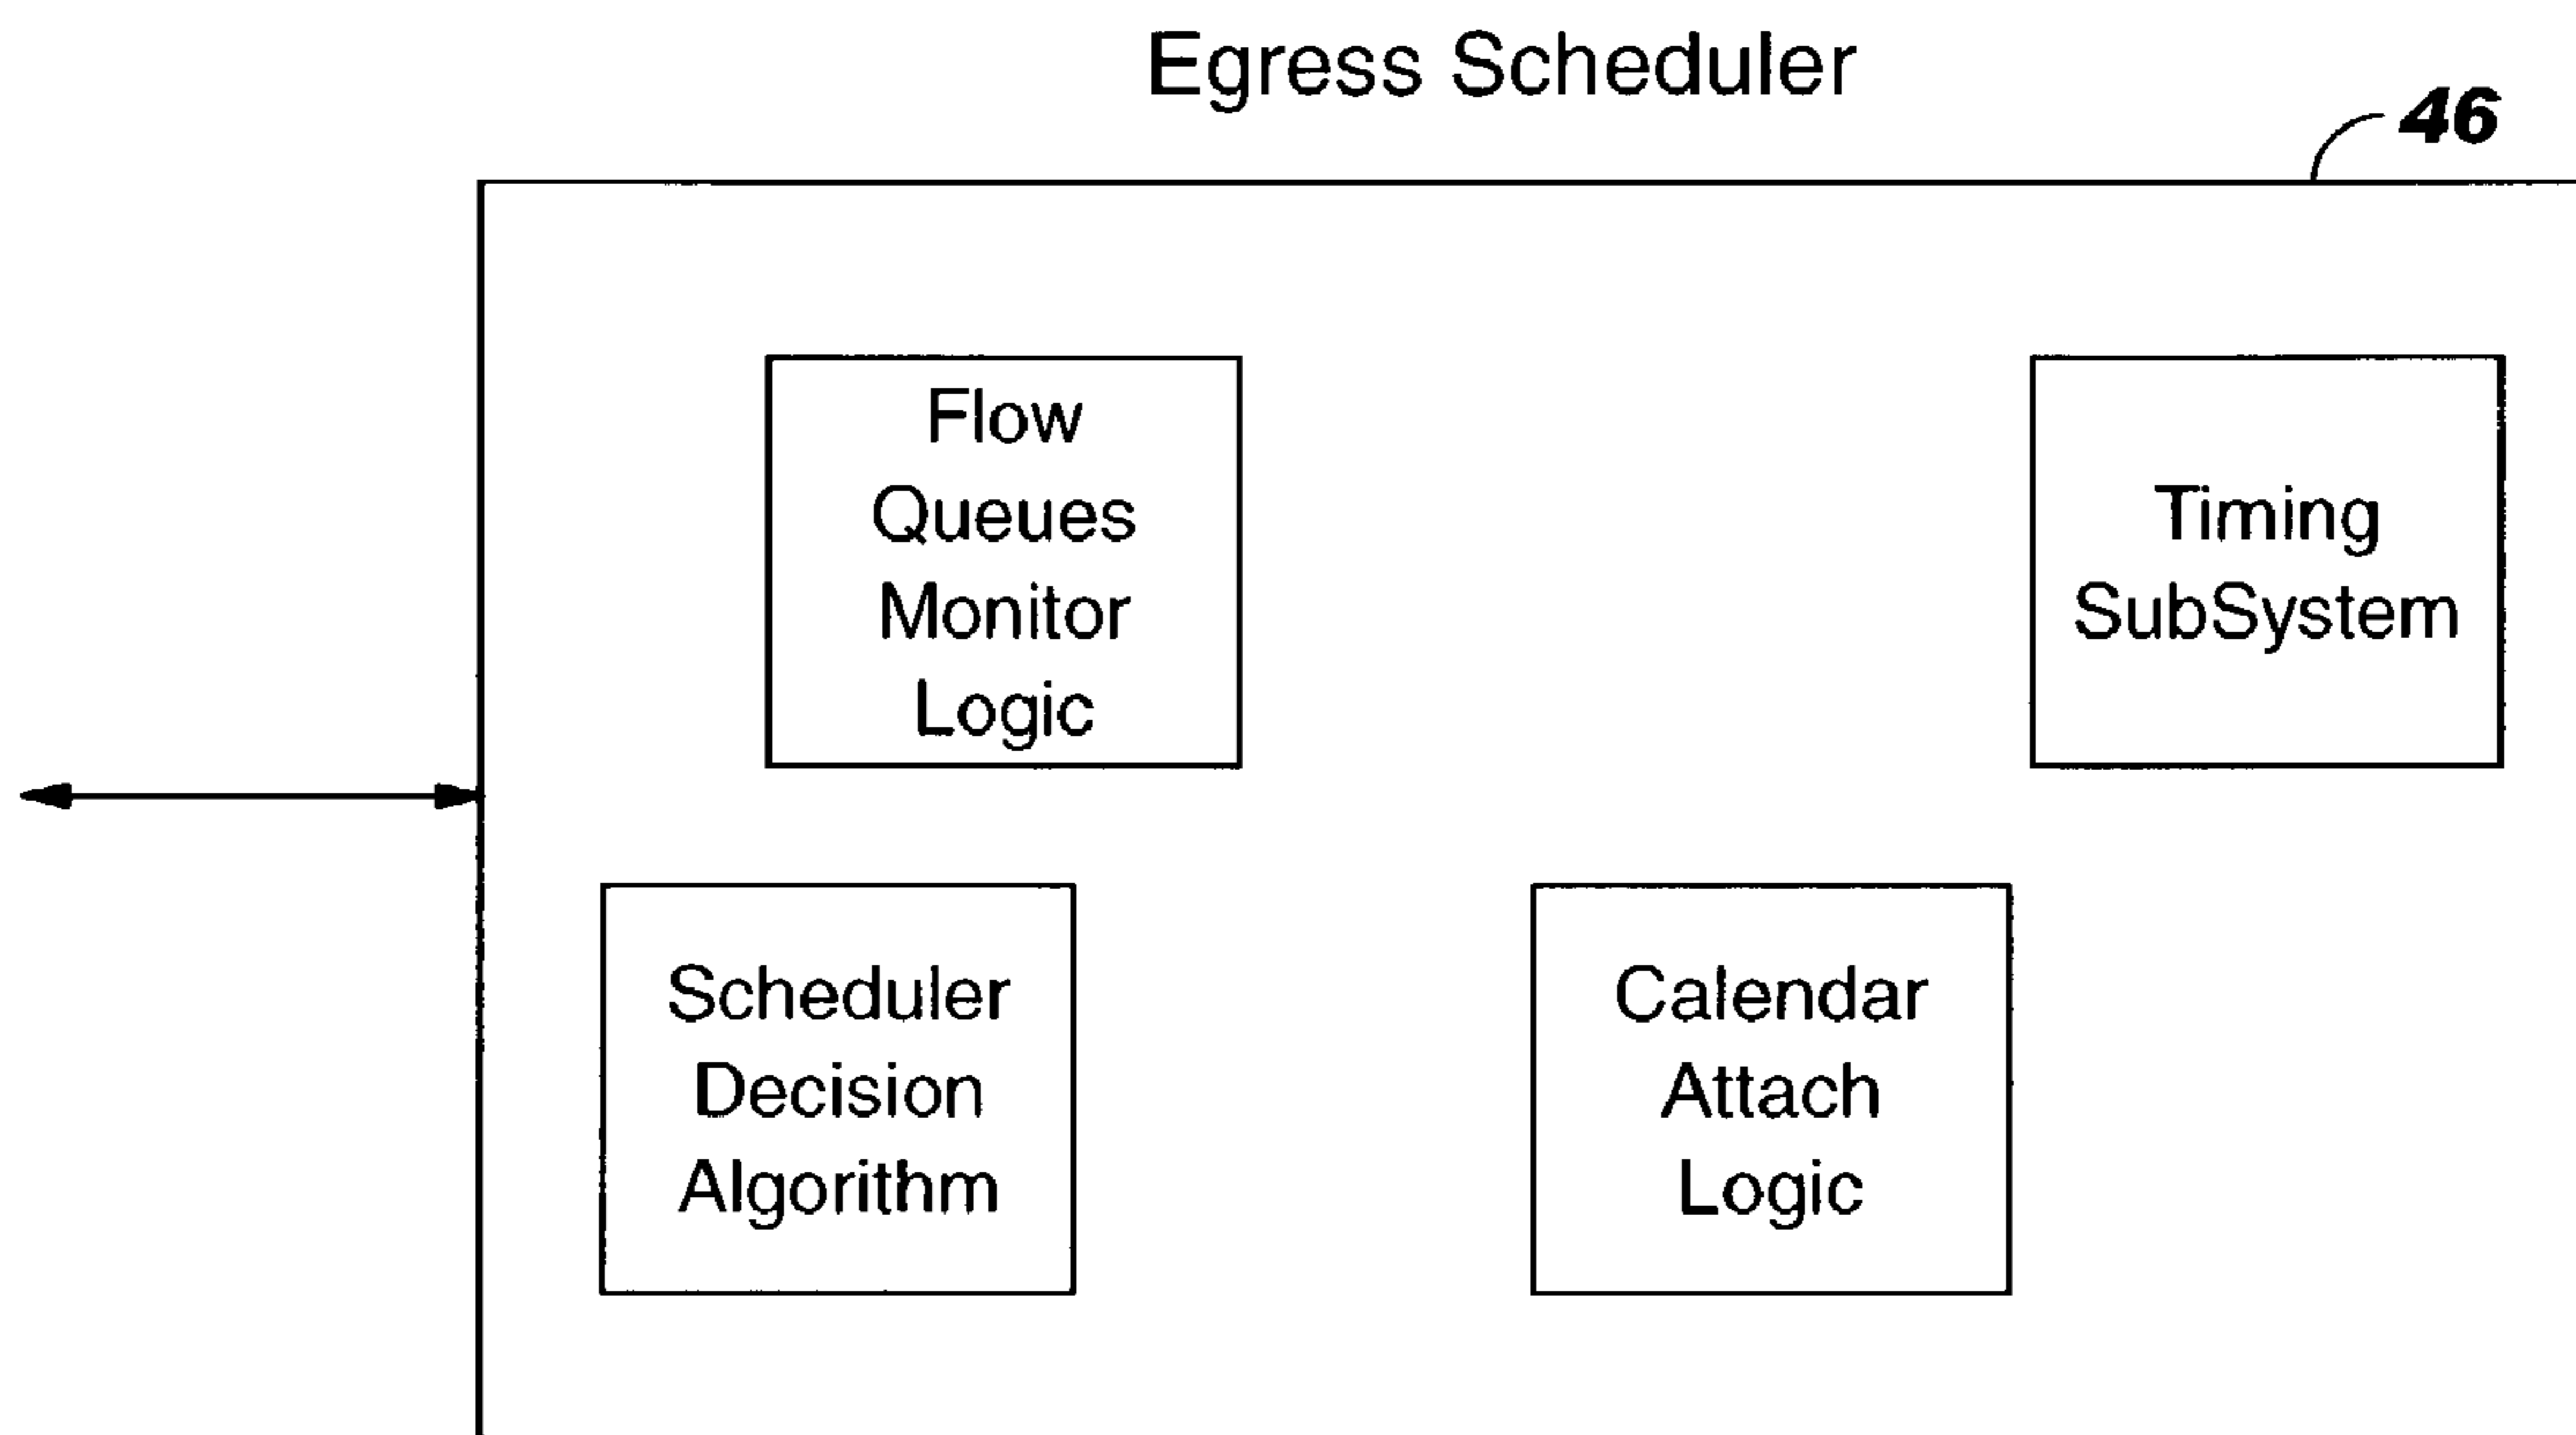 Egress Scheduler
46
Flow
Queues
Monitor
Logic
Timing
SubSystem
Scheduler
Decision
Algorithm
Calendar
Attach
Logic